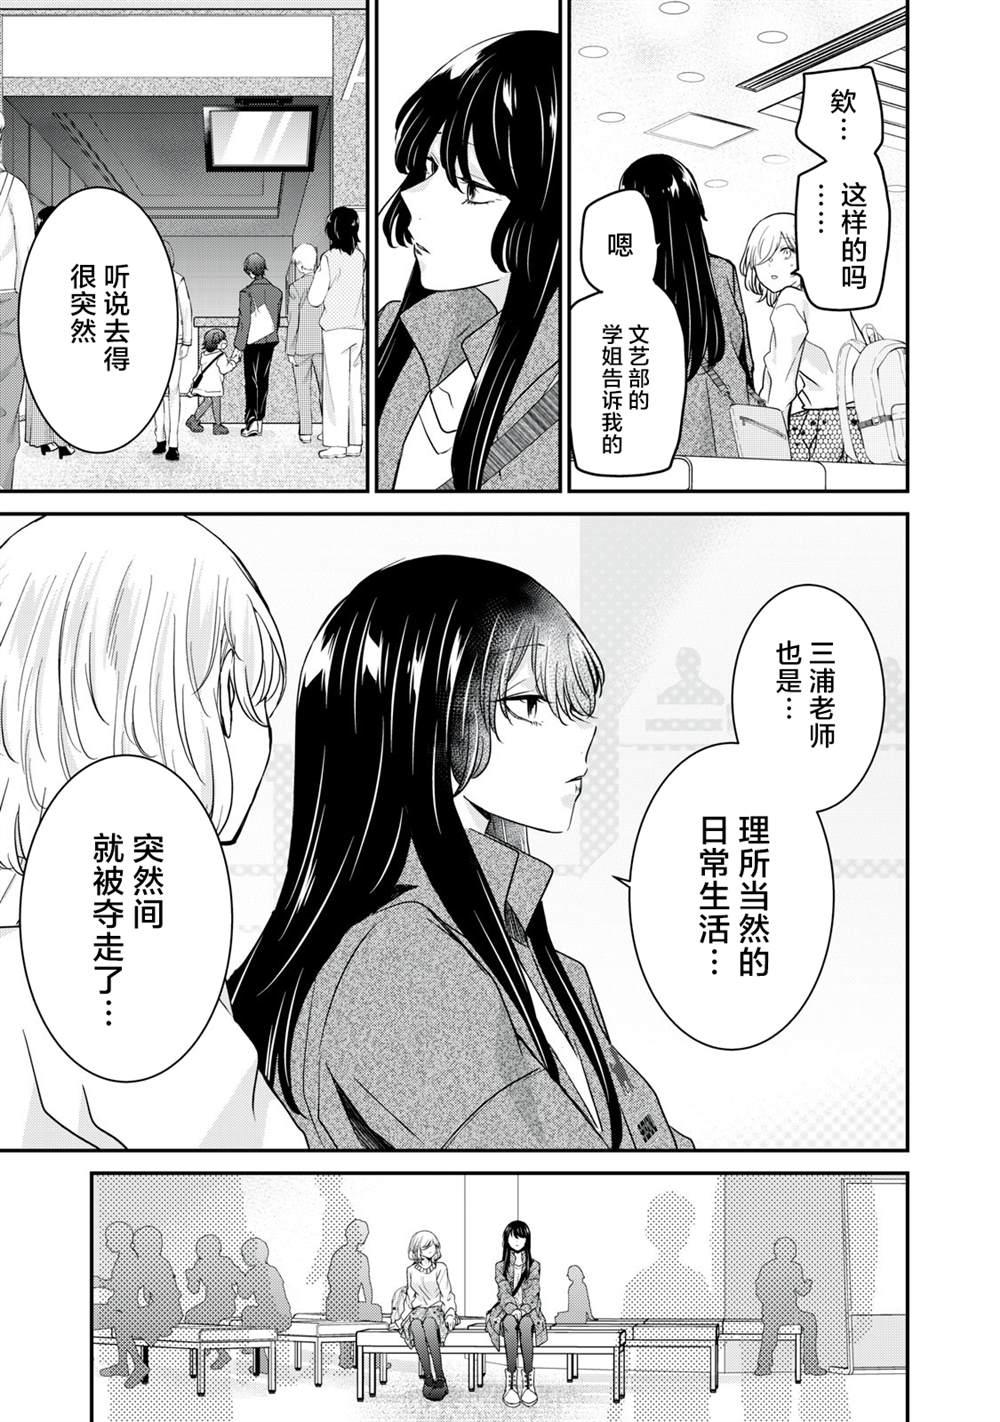 欸…
这样的吗
……
嗯
文艺部的
学姐告诉我的
听说去得
很突然
三浦老师
也是…
理所当然的
日常生活…
突然间
就被夺走了…